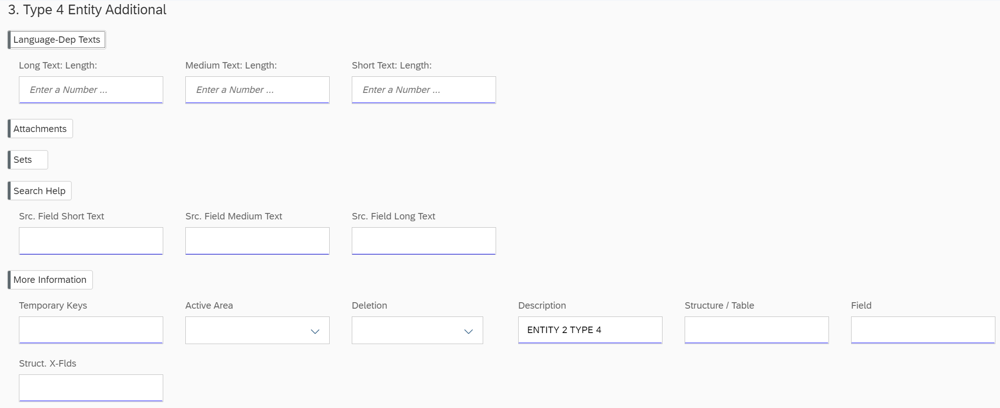 3. Type 4 Entity Additional
Language-Dep Texts
Long Text: Length: Medium Text: Length: Short Text: Length:
Enter a Number ... Enter a Number ... Enter a Number ...
Attachments
Sets
Search Help
Src. Field Short Text Src. Field Medium Text Src. Field Long Text
More Information
Temporary Keys Active Area Deletion Description Structure / Table Field
ENTITY 2 TYPE 4
Struct. X-Flds